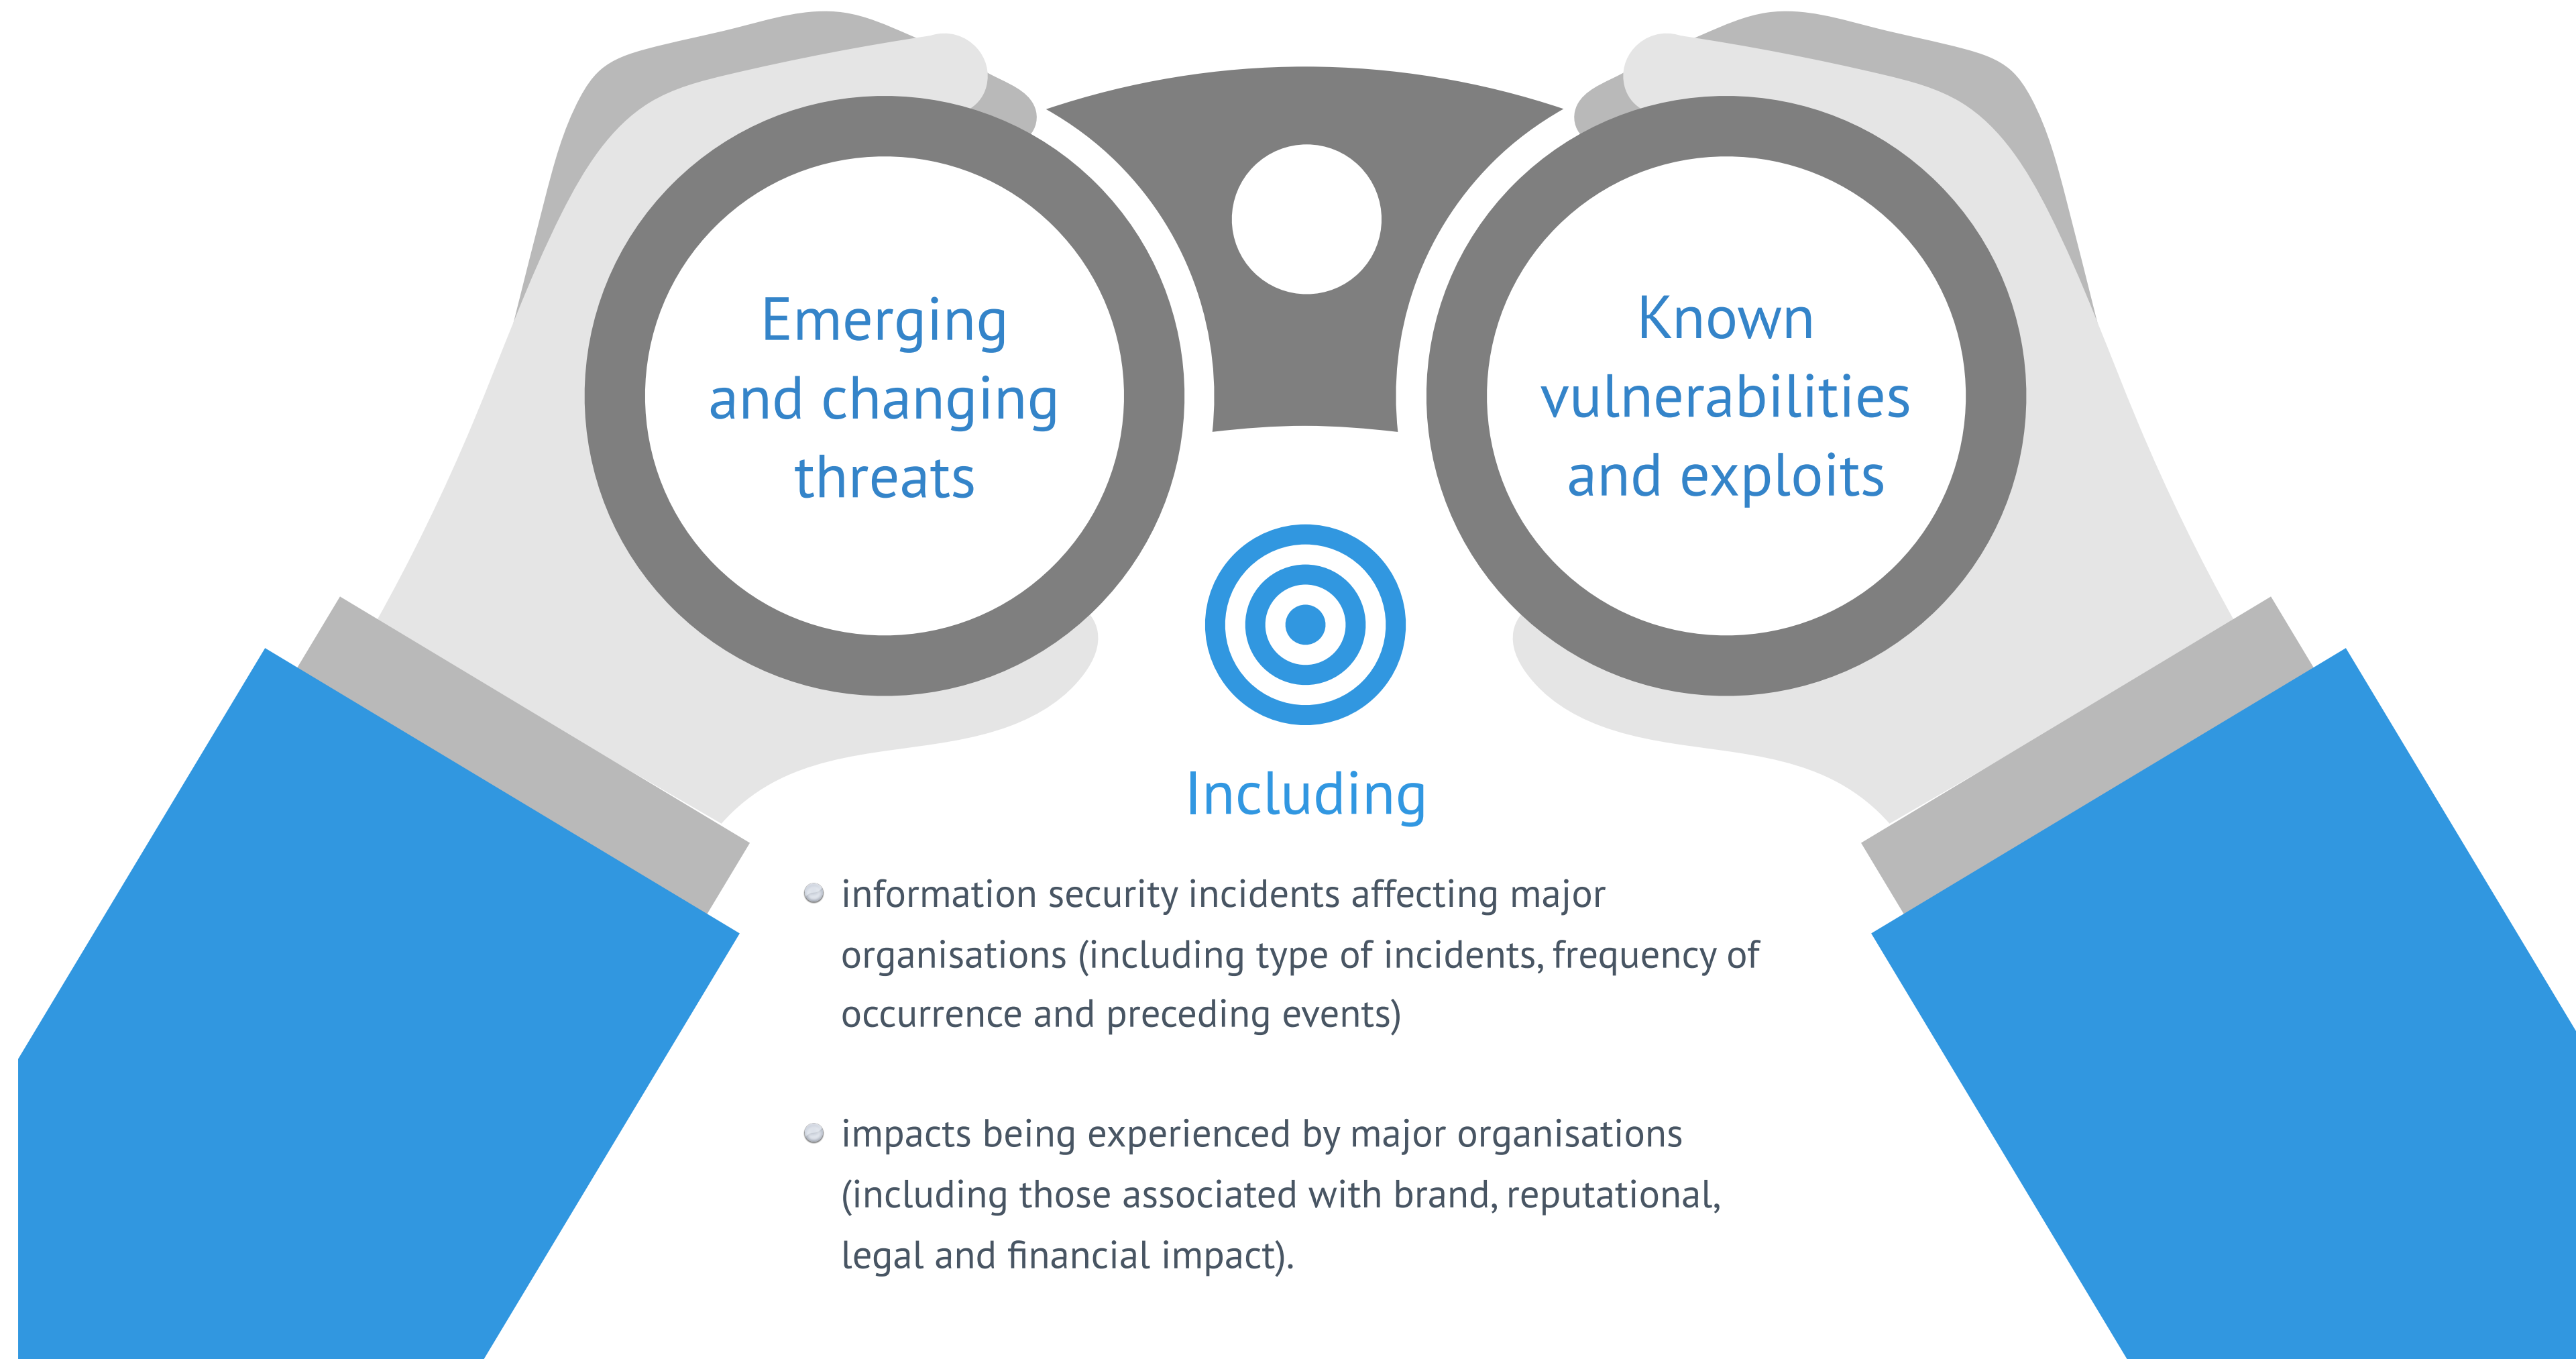 Emerging
and changing
threats
Known
vulnerabilities
and exploits
Including
information security incidents affecting major
organisations (including type of incidents, frequency of
occurrence and preceding events)
impacts being experienced by major organisations
(including those associated with brand, reputational,
legal and financial impact).